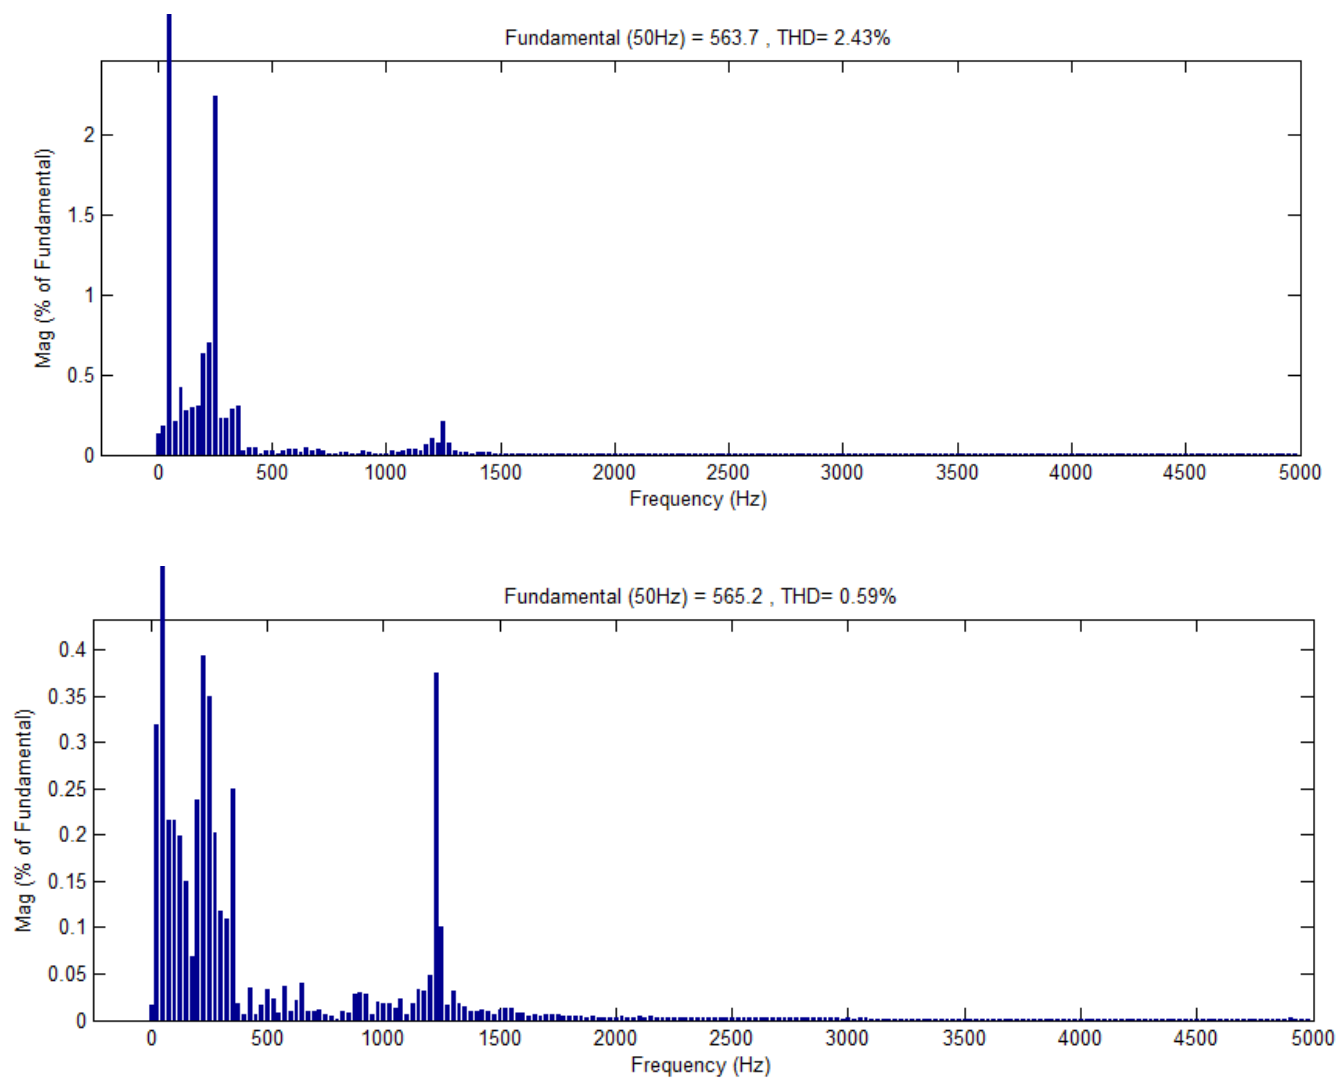 Fundamental (50Hz) = 563.7 , THD= 2.43%
Mag (% of Fundamental)
2
1.5
1
0.5
0
0 500 1000 1500 2000 2500 3000 3500 4000 4500 5000
Frequency (Hz)
Fundamental (50Hz) = 565.2 , THD= 0.59%
Mag (% of Fundamental)
0.4
0.35
0.3
0.25
0.2
0.15
0.1
0.05
0
0 500 1000 1500 2000 2500 3000 3500 4000 4500 5000
Frequency (Hz)